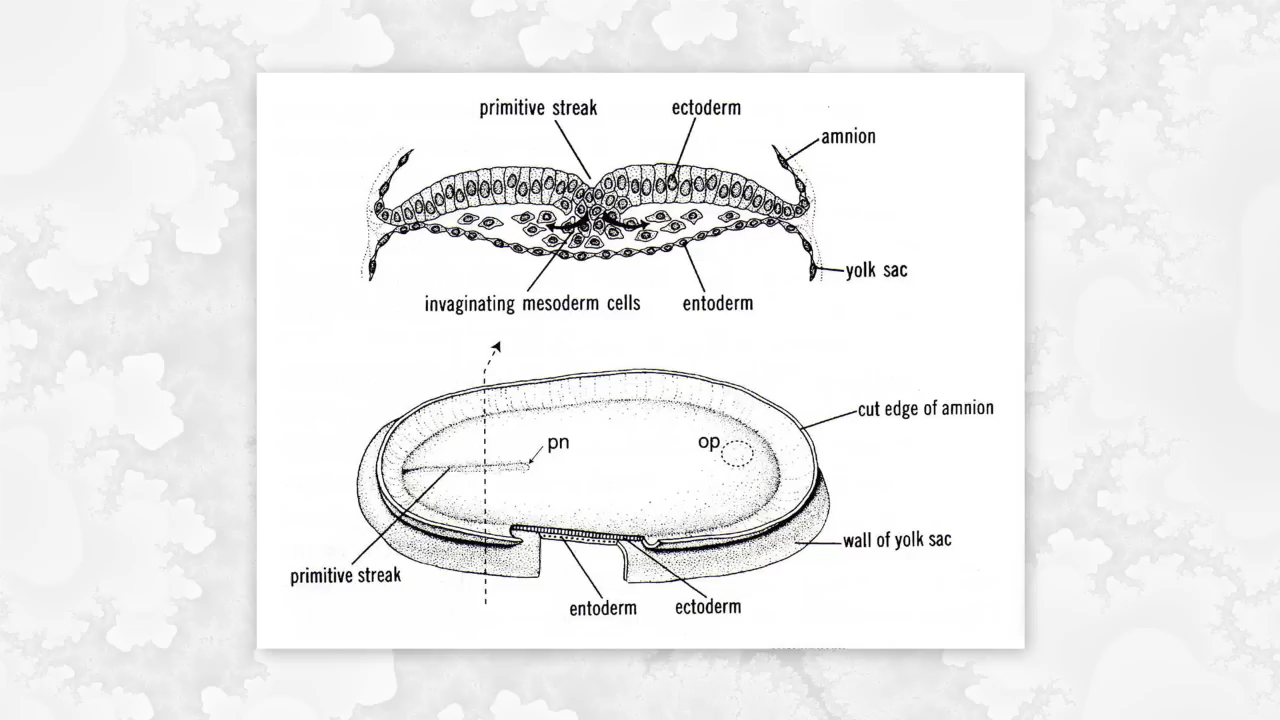 primitive streak
ectoderm
amnion
yolk sac
invaginating mesoderm cells
entoderm
cut edge of amnion
pn
op
wall of yolk sac
primitive streak
entoderm
ectoderm